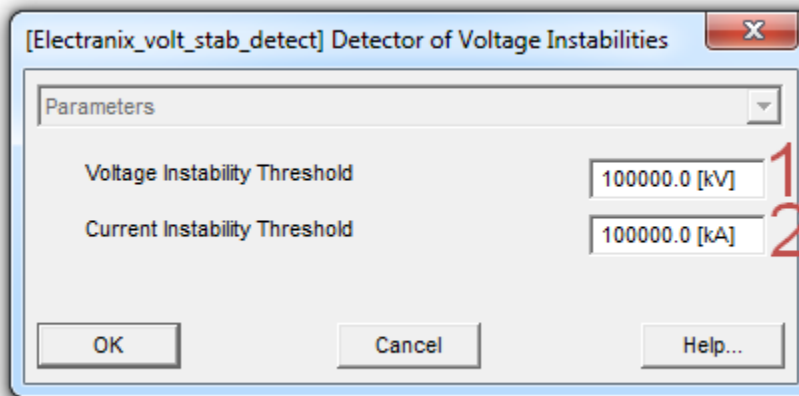 [Electranix_volt_stab_detect] Detector of Voltage Instabilities
Parameters
Voltage Instability Threshold 100000.0 [kV] 1
Current Instability Threshold 100000.0 [kA] 2
OK Cancel Help...